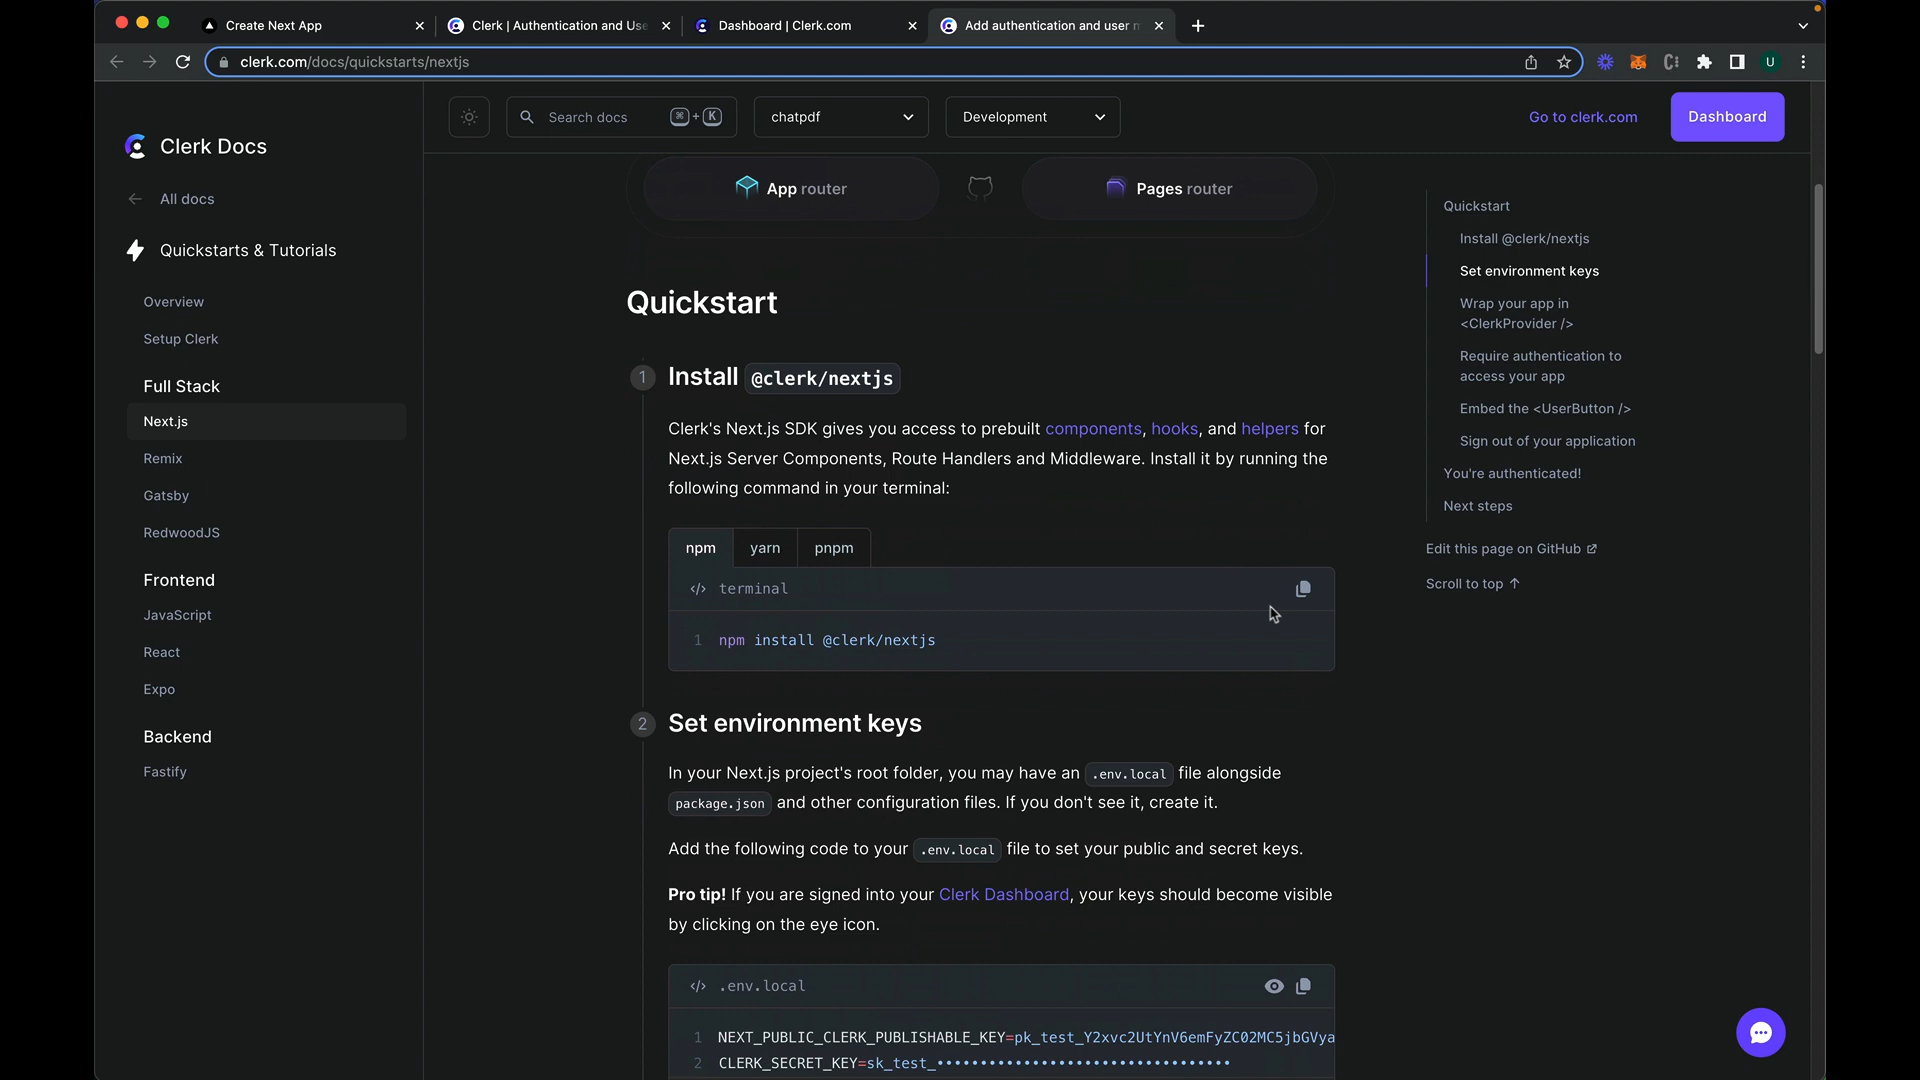 Create Next App
Clerk | Authentication and Use
Dashboard | Clerk.com
Add authentication and user m
clerk.com/docs/quickstarts/nextjs
U
Clerk Docs
Search docs
⌘ + K
chatpdf
Development
Go to clerk.com
Dashboard
All docs
Quickstarts & Tutorials
Overview
Setup Clerk
Full Stack
Next.js
Remix
Gatsby
RedwoodJS
Frontend
JavaScript
React
Expo
Backend
Fastify
App router
Pages router
Quickstart
1 Install @clerk/nextjs
Clerk's Next.js SDK gives you access to prebuilt components, hooks, and helpers for
Next.js Server Components, Route Handlers and Middleware. Install it by running the
following command in your terminal:
npm yarn pnpm
</> terminal
1 npm install @clerk/nextjs
2 Set environment keys
In your Next.js project's root folder, you may have an .env.local file alongside
package.json and other configuration files. If you don't see it, create it.
Add the following code to your .env.local file to set your public and secret keys.
Pro tip! If you are signed into your Clerk Dashboard, your keys should become visible
by clicking on the eye icon.
</> .env.local
1 NEXT_PUBLIC_CLERK_PUBLISHABLE_KEY=pk_test_Y2xvc2UtYnV6emFyZC02MC5jbGVya
2 CLERK_SECRET_KEY=sk_test_•••••••••••••••••••••••••••••••••
Quickstart
Install @clerk/nextjs
Set environment keys
Wrap your app in
<ClerkProvider />
Require authentication to
access your app
Embed the <UserButton />
Sign out of your application
You're authenticated!
Next steps
Edit this page on GitHub
Scroll to top ↑